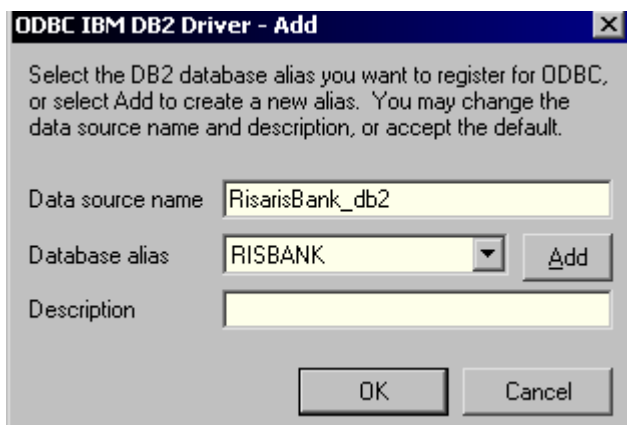 ODBC IBM DB2 Driver - Add
Select the DB2 database alias you want to register for ODBC,
or select Add to create a new alias. You may change the
data source name and description, or accept the default.
Data source name RisarisBank_db2
Database alias RISBANK Add
Description
OK Cancel